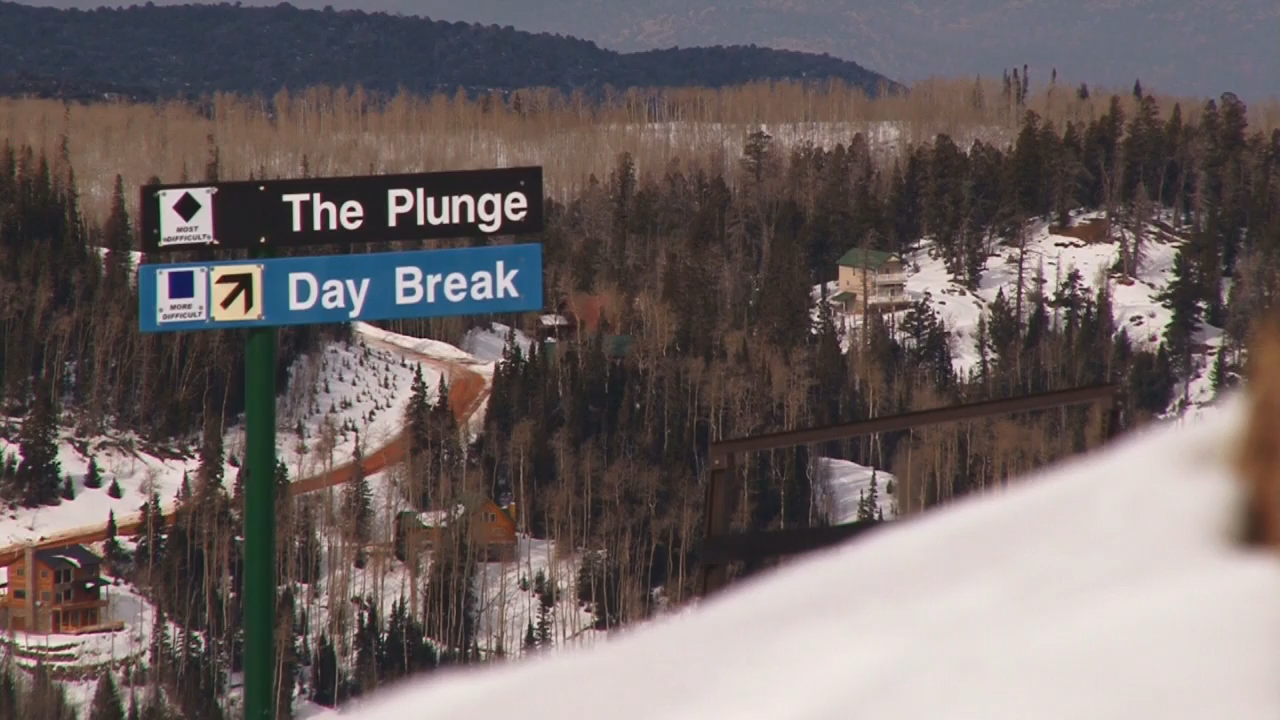 The Plunge
MOST
DIFFICULT
Day Break
MORE
DIFFICULT